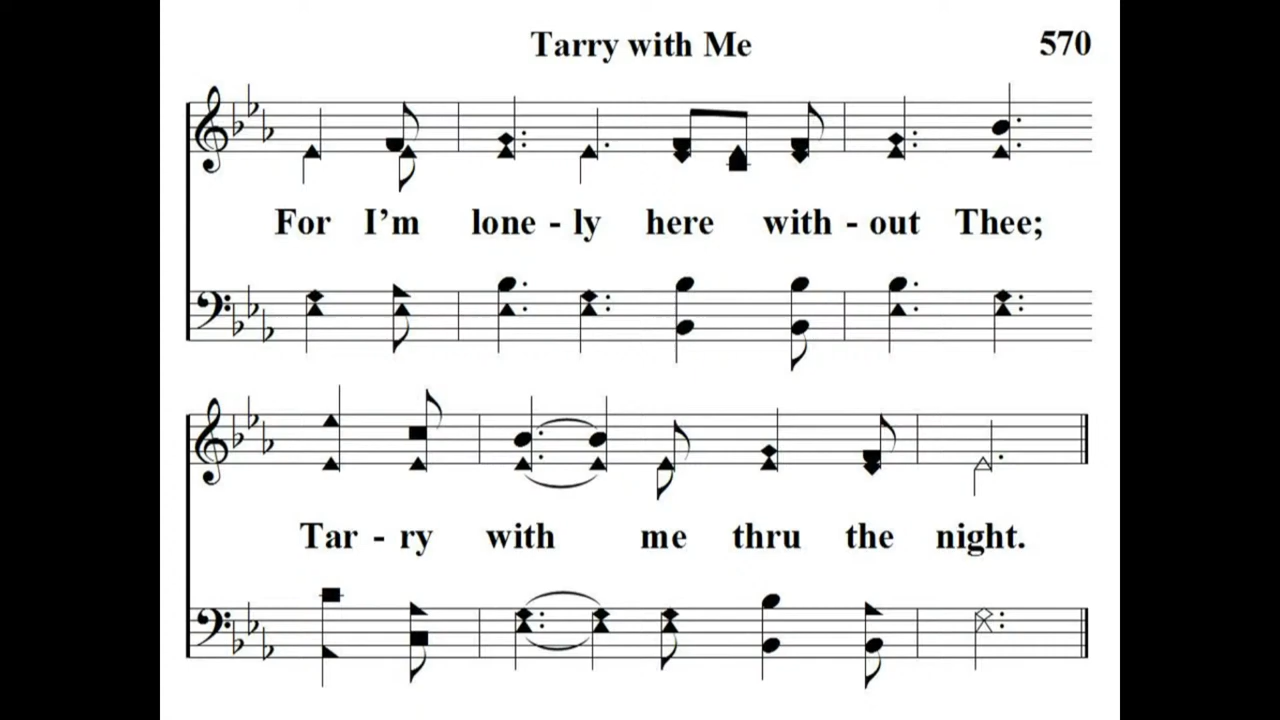 Tarry with Me 570
For I’m lone - ly here with - out Thee;
Tar - ry with me thru the night.